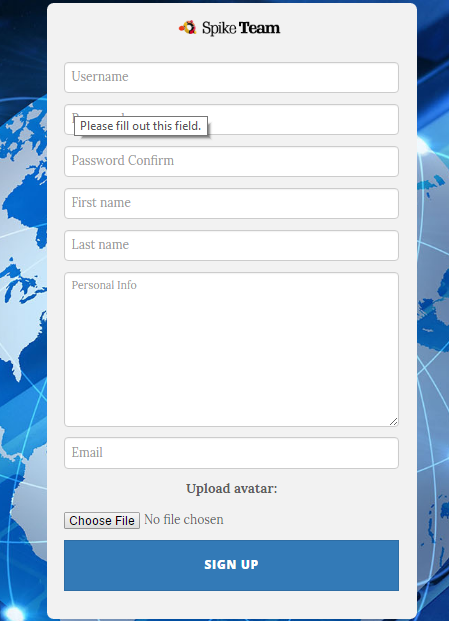 Spike Team
Username
Please fill out this field.
Password Confirm
First name
Last name
Personal Info
Email
Upload avatar:
Choose File No file chosen
SIGN UP